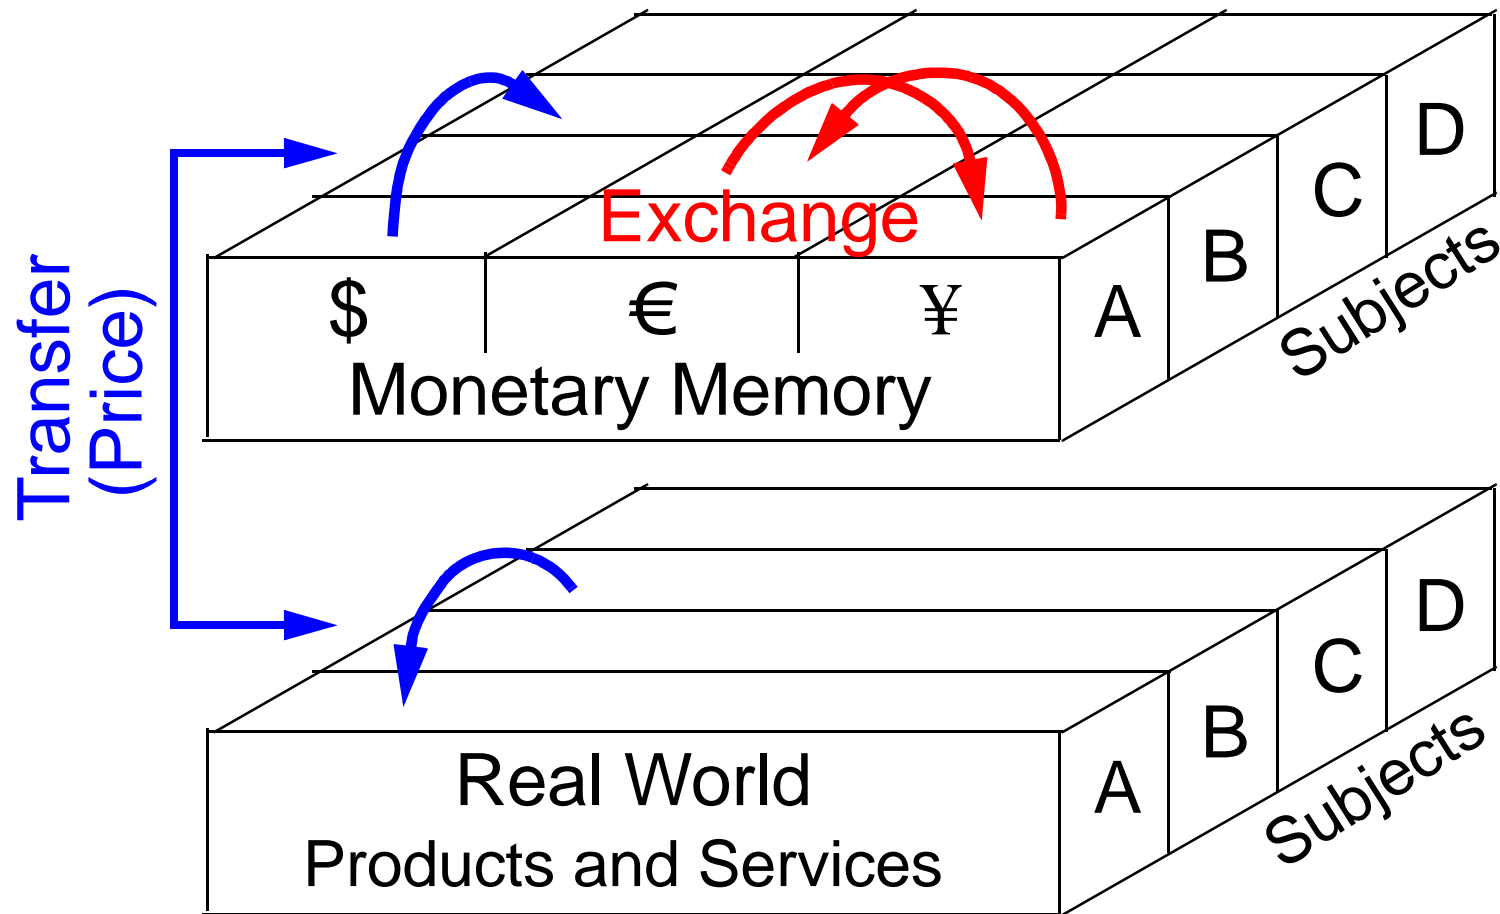 Transfer
(Price)
Exchange
$ € ¥
Monetary Memory
A
B
C
D
Subjects
Real World
Products and Services
A
B
C
D
Subjects